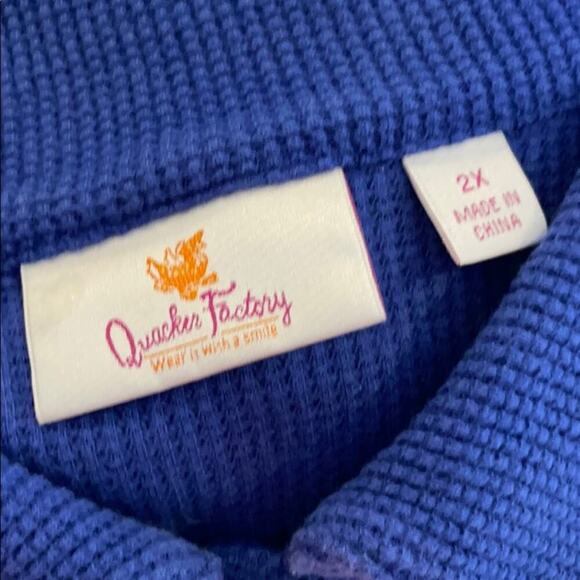 Quacker Factory
Wear it with a smile
2X
MADE IN
CHINA